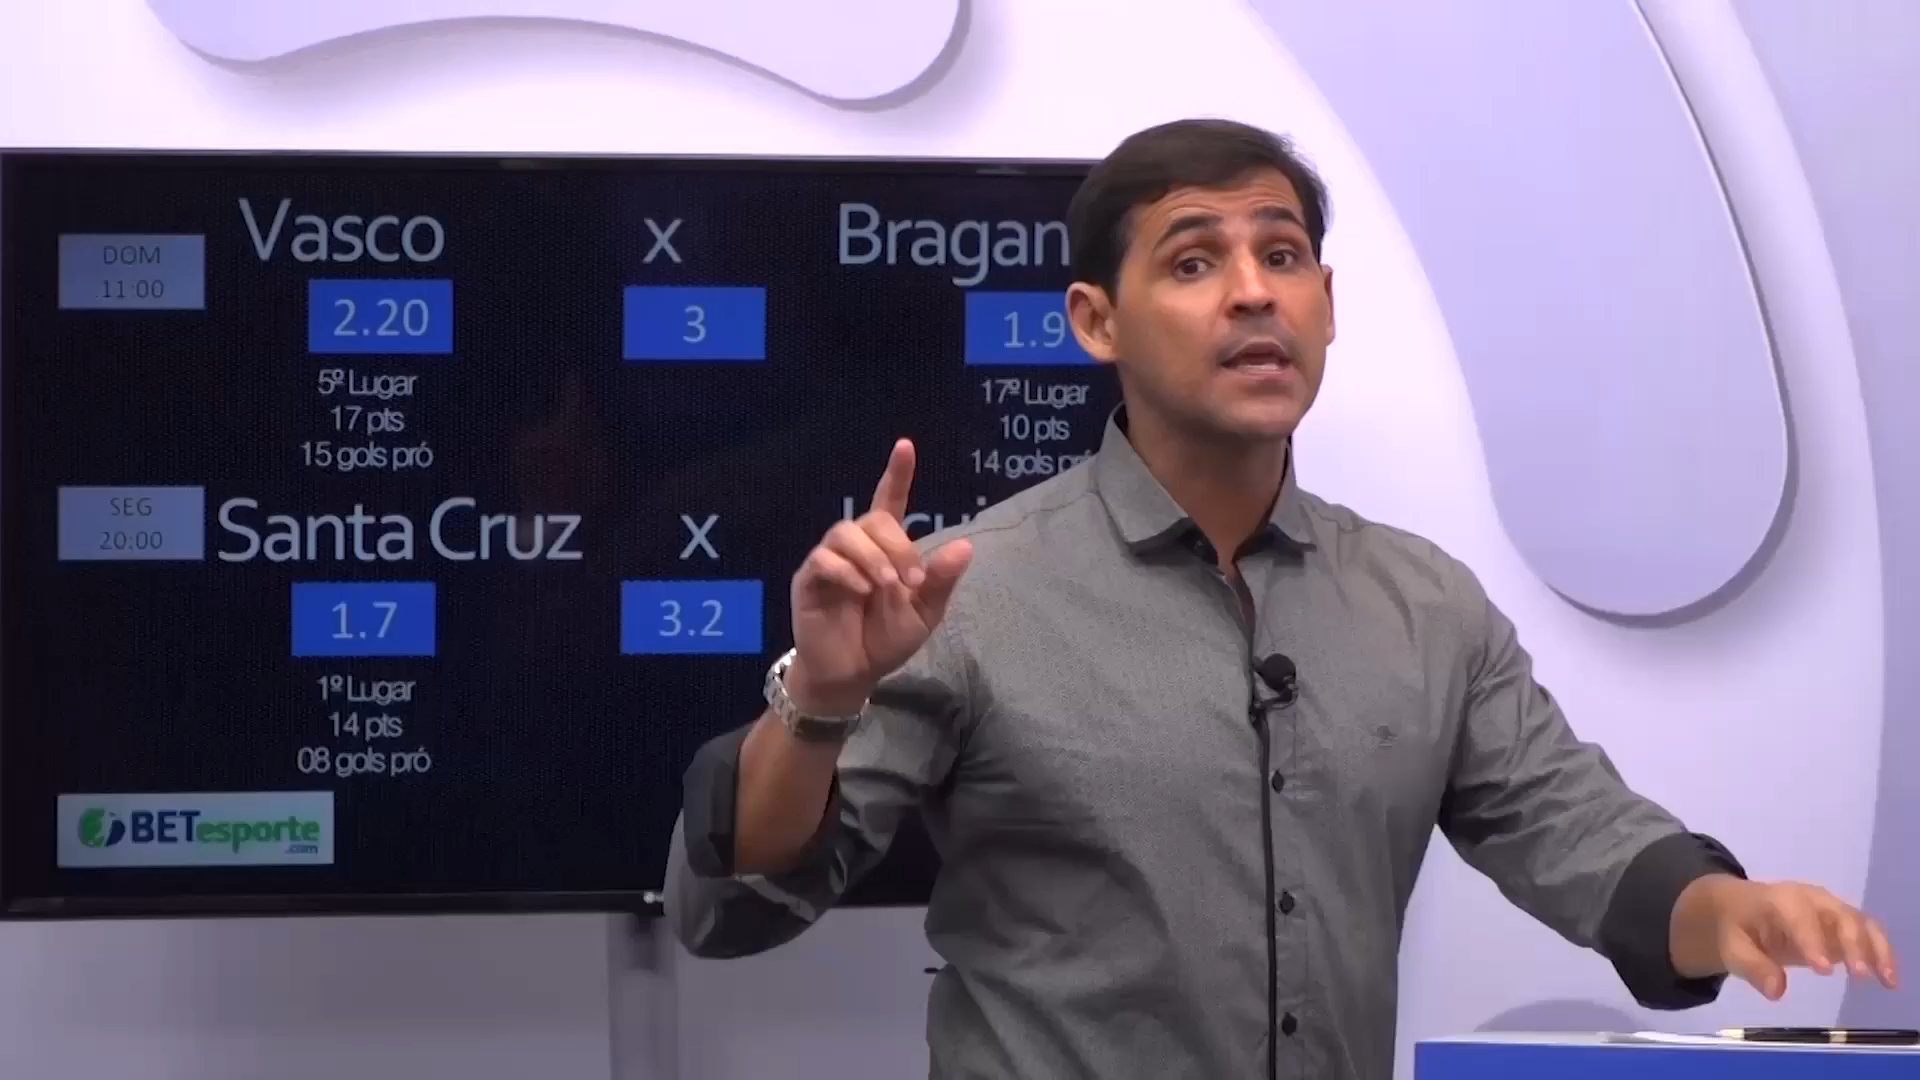 Vasco x Bragan
DOM
11:00
2.20 3 1.9
5º Lugar
17 pts
15 gols pró
17º Lugar
10 pts
14 gols pró
SEG
20:00
Santa Cruz x
1.7 3.2
1º Lugar
14 pts
08 gols pró
BETesporte
.com